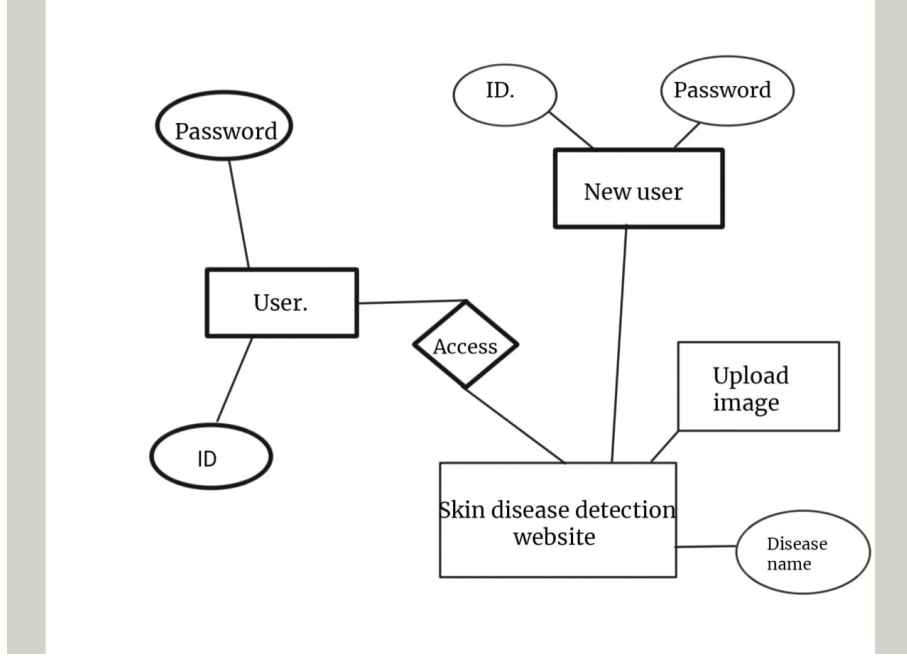 ID.
Password
Password
New user
User.
Access
Upload
image
ID
Skin disease detection
website
Disease
name